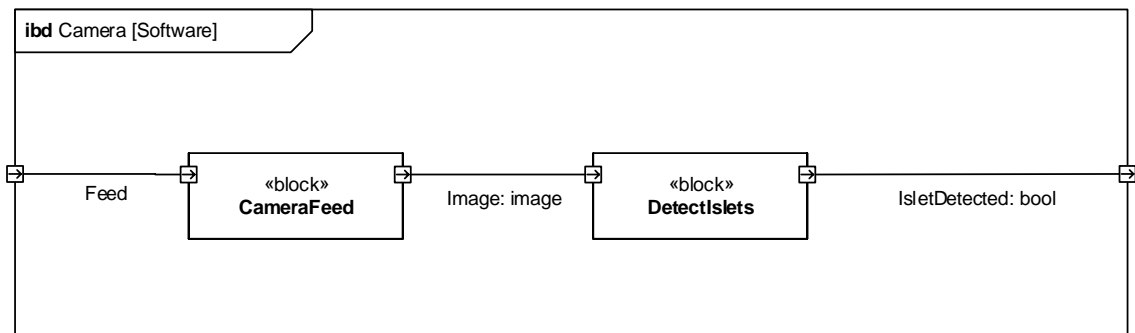 ibd Camera [Software]
«block»
CameraFeed
«block»
DetectIslets
Feed
Image: image
IsletDetected: bool